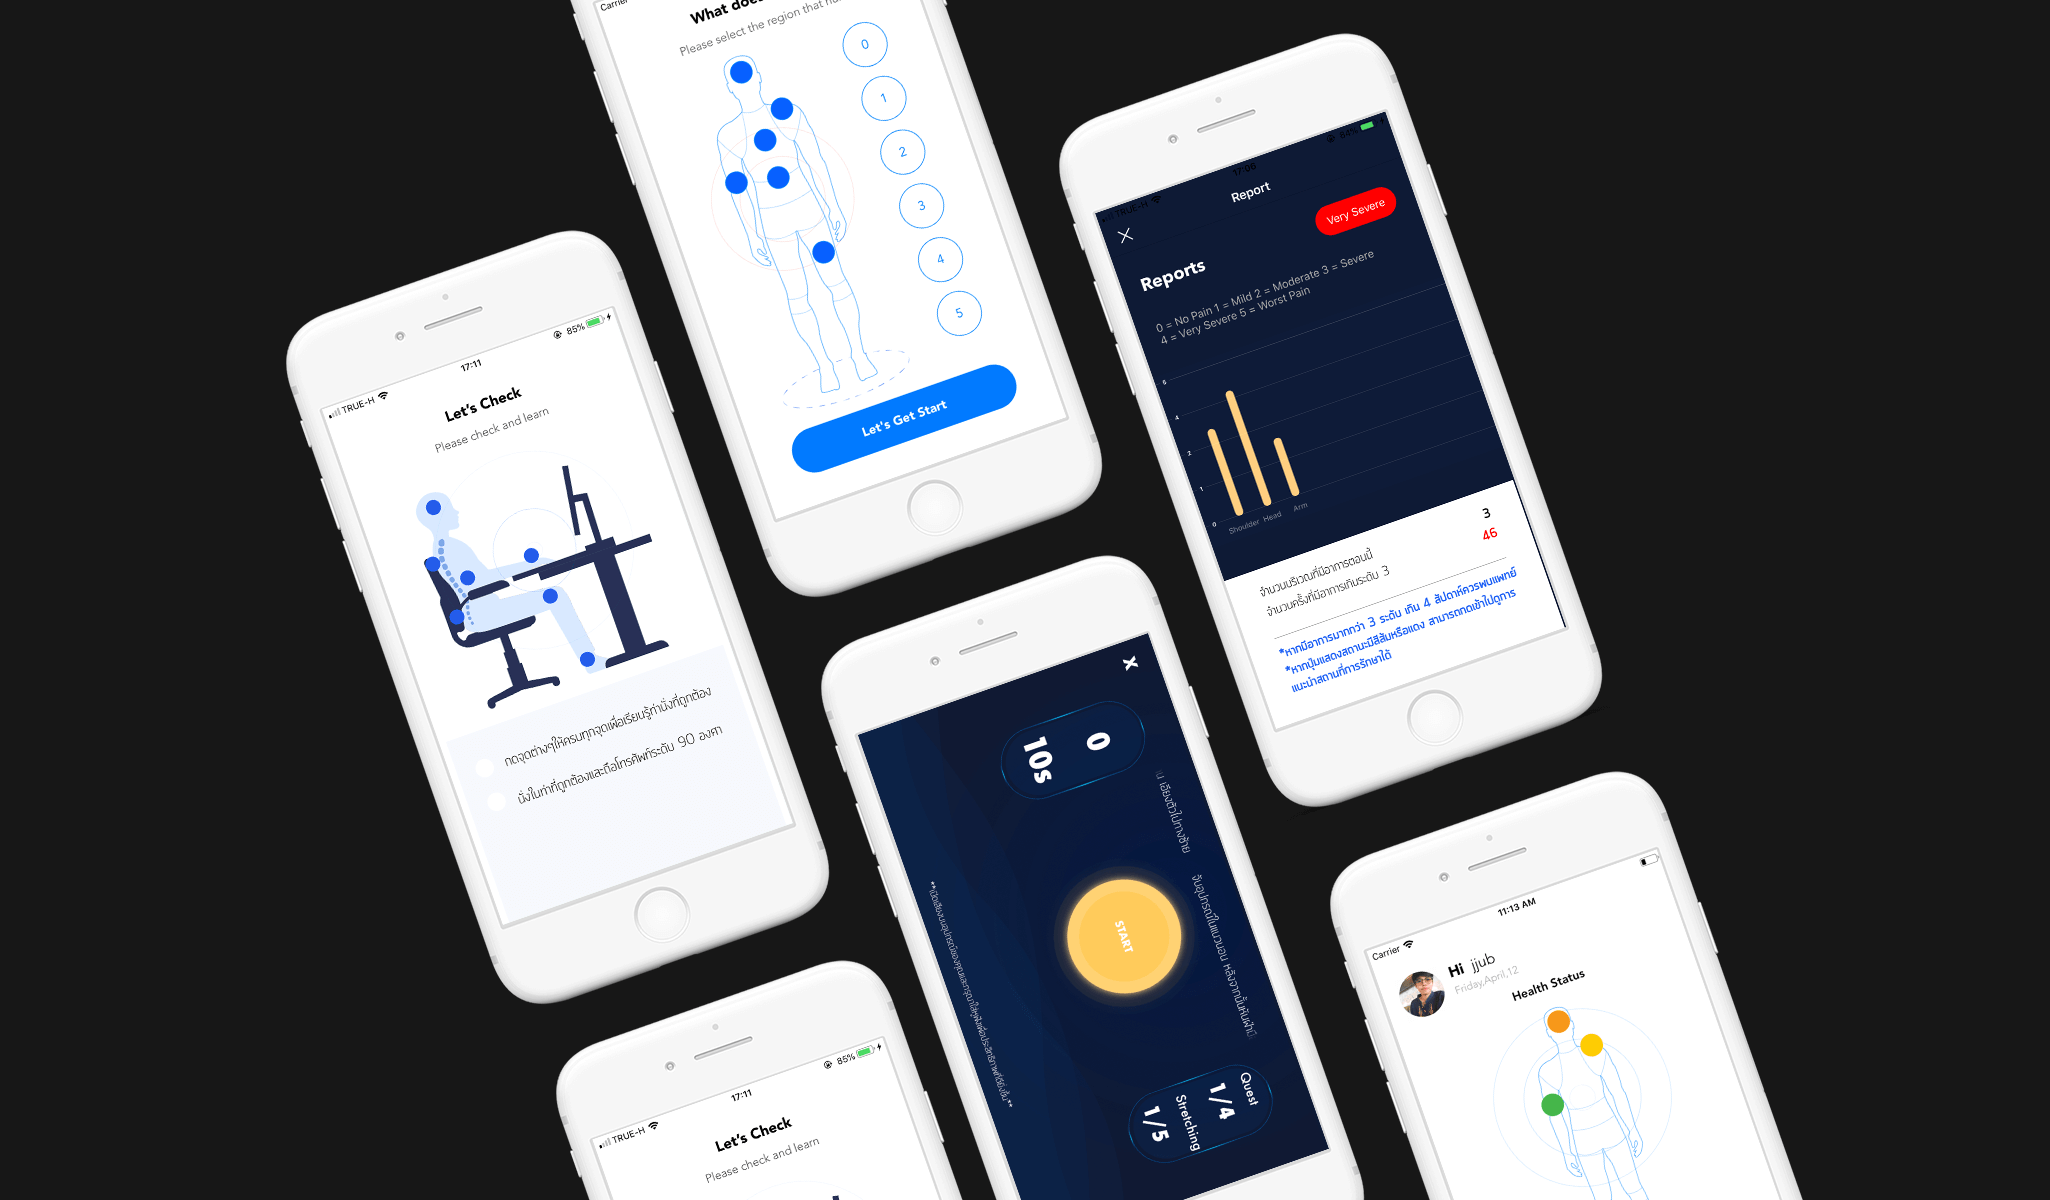 Carrier
What does
Please select the region that hu
0
1
2
3
4
5
Let's Get Start
TRUE-H
17:06
84%
Report
Very Severe
Reports
0 = No Pain 1 = Mild 2 = Moderate 3 = Severe
4 = Very Severe 5 = Worst Pain
5
4
2
1
0
Shoulder
Head
Arm
จำนวนบริเวณที่มีอาการตอนนี้
3
จำนวนครั้งที่มีอาการเกินระดับ 3
46
*หากมีอาการมากกว่า 3 ระดับ เกิน 4 สัปดาห์ควรพบแพทย์
*หากปุ่มแสดงสถานะมีสีส้มหรือแดง สามารถกดเข้าไปดูการ
แนะนำสถานที่การรักษาได้
TRUE-H
17:11
85%
Let's Check
Please check and learn
กดจุดต่างๆให้ครบทุกจุดเพื่อเรียนรู้ท่านั่งที่ถูกต้อง
นั่งในท่าที่ถูกต้องและถือโทรศัพท์ระดับ 90 องศา
0
10s
เอียงตัวไปทางซ้าย
จับอุปกรณ์ในแนวนอน หลังจากนั้นหัน
START
Quest
1/4
Stretching
1/5
TRUE-H
17:11
85%
Let's Check
Please check and learn
Carrier
11:13 AM
Hi jjub
Friday,April,12
Health Status